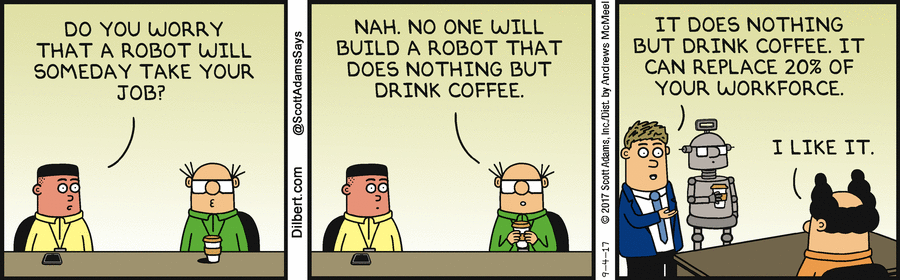 DO YOU WORRY
THAT A ROBOT WILL
SOMEDAY TAKE YOUR
JOB?
Dilbert.com
@ScottAdamsSays
NAH. NO ONE WILL
BUILD A ROBOT THAT
DOES NOTHING BUT
DRINK COFFEE.
9-4-17 © 2017 Scott Adams, Inc./Dist. by Andrews McMeel
IT DOES NOTHING
BUT DRINK COFFEE. IT
CAN REPLACE 20% OF
YOUR WORKFORCE.
I LIKE IT.